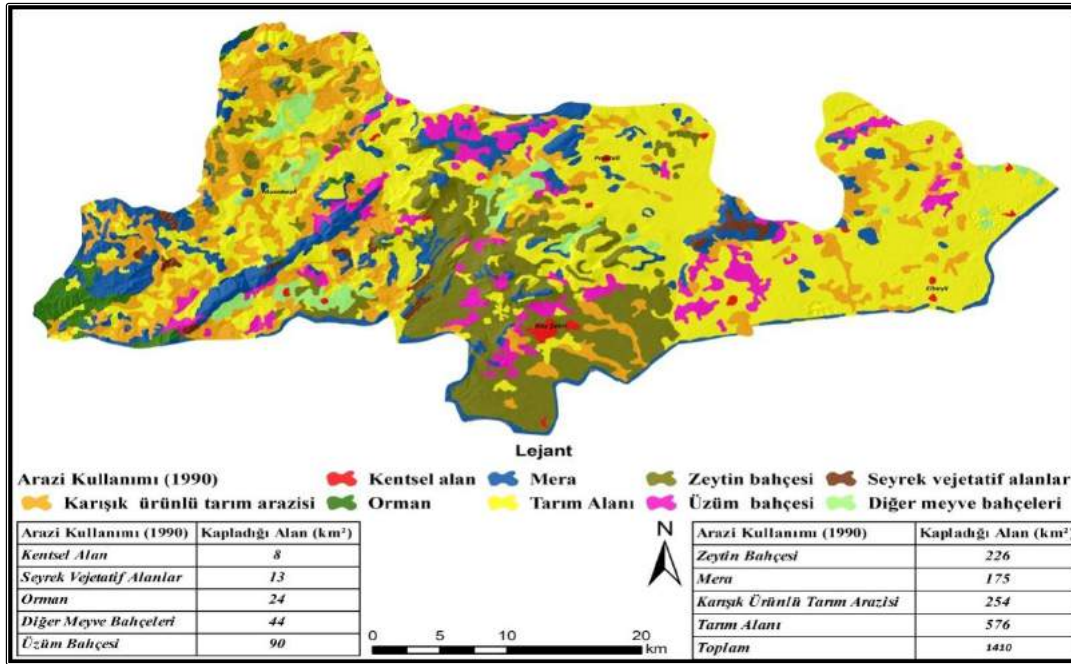 Elbeyli
Lejant
Arazi Kullanımı (1990) Kentsel alan Mera Zeytin bahçesi Seyrek vejetatif alanlar
Karışık ürünlü tarım arazisi Orman Tarım Alanı Üzüm bahçesi Diğer meyve bahçeleri
Arazi Kullanımı (1990) Kapladığı Alan (km²)
Kentsel Alan 8
Seyrek Vejetatif Alanlar 13
Orman 24
Diğer Meyve Bahçeleri 44
Üzüm Bahçesi 90
N
0 5 10 20
km
Arazi Kullanımı (1990) Kapladığı Alan (km²)
Zeytin Bahçesi 226
Mera 175
Karışık Ürünlü Tarım Arazisi 254
Tarım Alanı 576
Toplam 1410